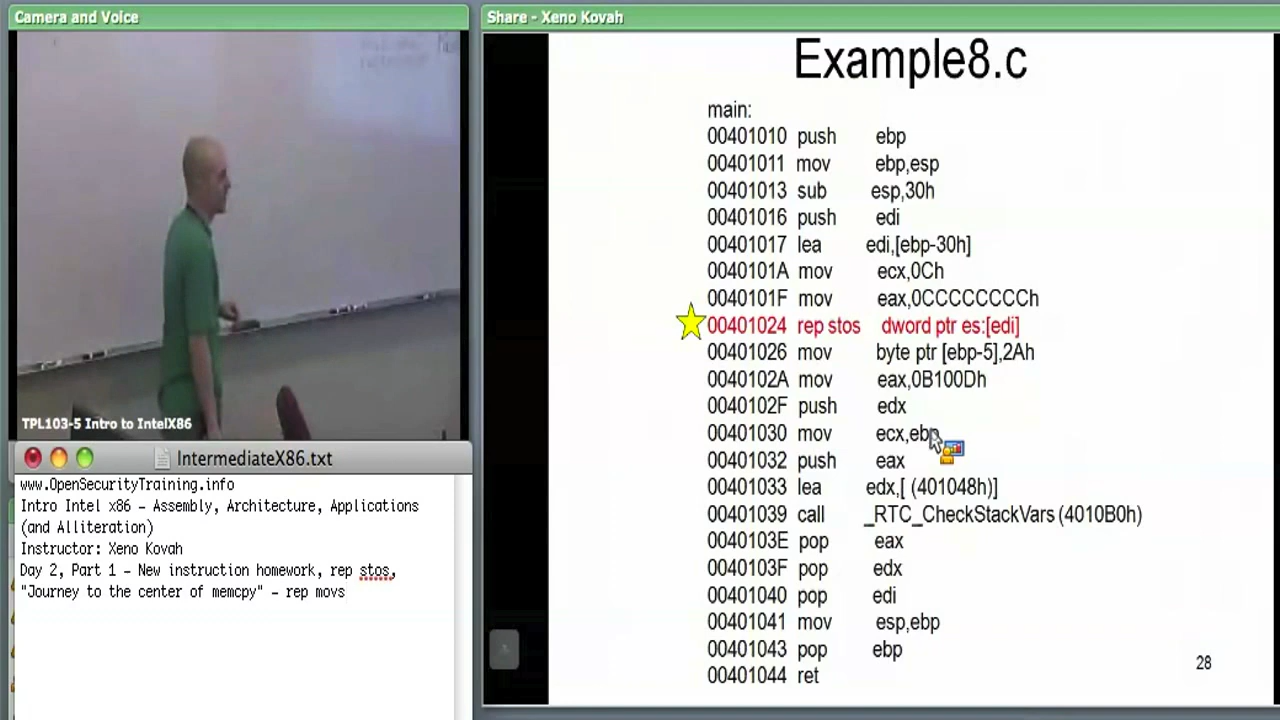 Camera and Voice
TPL103-5 Intro to IntelX86
IntermediateX86.txt
www.OpenSecurityTraining.info
Intro Intel x86 – Assembly, Architecture, Applications
(and Alliteration)
Instructor: Xeno Kovah
Day 2, Part 1 – New instruction homework, rep stos,
"Journey to the center of memcpy" – rep movs
Share - Xeno Kovah
Example8.c
main:
00401010 push ebp
00401011 mov ebp,esp
00401013 sub esp,30h
00401016 push edi
00401017 lea edi,[ebp-30h]
0040101A mov ecx,0Ch
0040101F mov eax,0CCCCCCCCh
00401024 rep stos dword ptr es:[edi]
00401026 mov byte ptr [ebp-5],2Ah
0040102A mov eax,0B100Dh
0040102F push edx
00401030 mov ecx,ebp
00401032 push eax
00401033 lea edx,[ (401048h)]
00401039 call _RTC_CheckStackVars (4010B0h)
0040103E pop eax
0040103F pop edx
00401040 pop edi
00401041 mov esp,ebp
00401043 pop ebp
00401044 ret
28